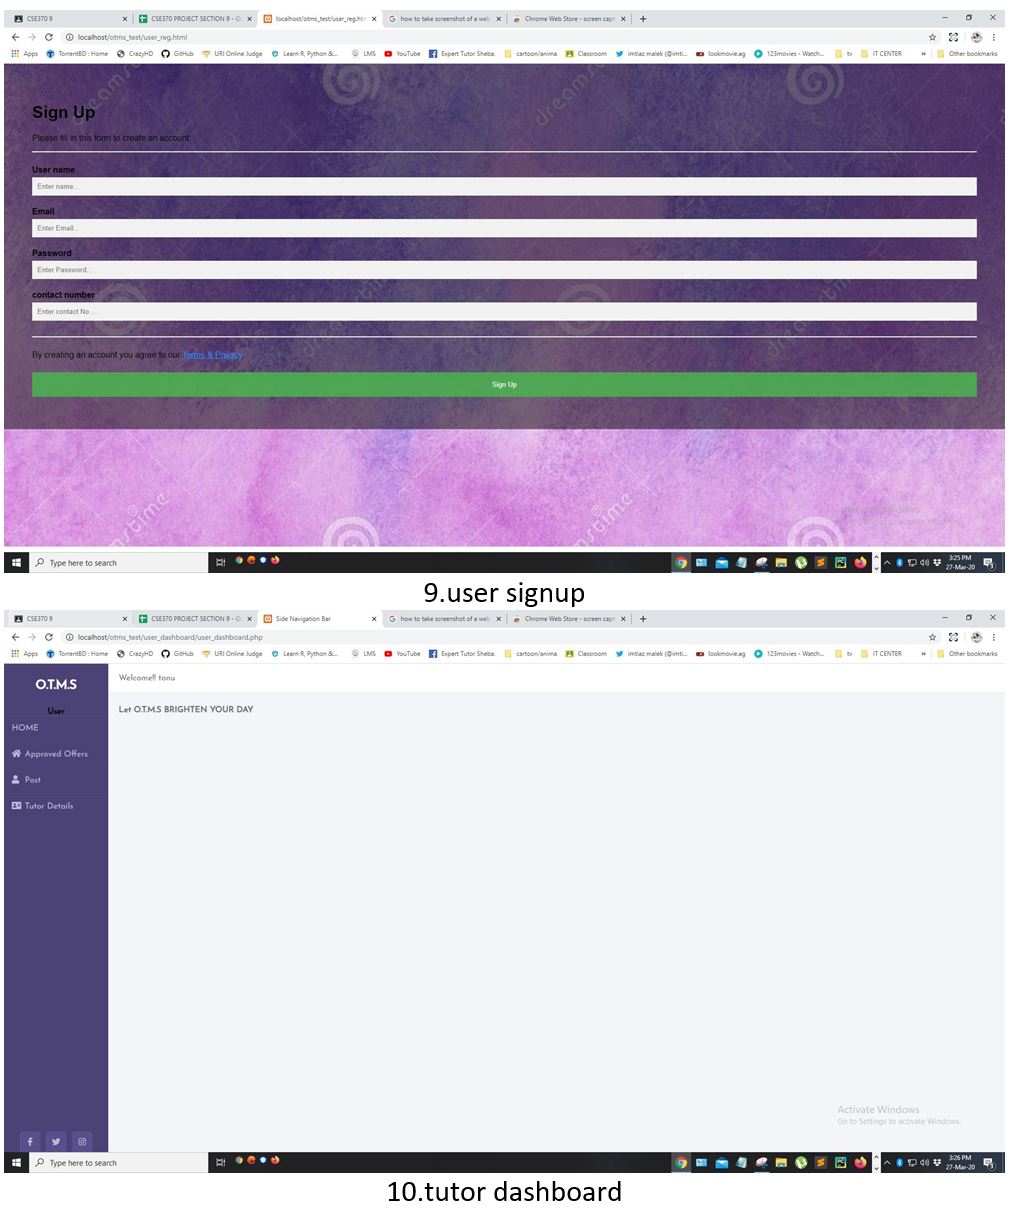 CSE370 9
CSE370 PROJECT SECTION 9 - G
localhost/otms_test/user_reg.ht
how to take screenshot of a web
Chrome Web Store - screen cap
localhost/otms_test/user_reg.html
Apps TorrentBD : Home CrazyHD GitHub URI Online Judge Learn R, Python &... LMS YouTube Expert Tutor Sheba. cartoon/anima Classroom imtiaz malek (@imti... lookmovie.ag 123movies - Watch... tv IT CENTER » Other bookmarks
dreamstime
Sign Up
Please fill in this form to create an account.
User name
Enter name...
Email
Enter Email...
Password
Enter Password...
contact number
Enter contact No ...
By creating an account you agree to our Terms & Privacy
Sign Up
Type here to search
3:25 PM
27-Mar-20
9.user signup
CSE370 9
CSE370 PROJECT SECTION 9 - G
Side Navigation Bar
how to take screenshot of a web
Chrome Web Store - screen cap
localhost/otms_test/user_dashboard/user_dashboard.php
Apps TorrentBD : Home CrazyHD GitHub URI Online Judge Learn R, Python &... LMS YouTube Expert Tutor Sheba. cartoon/anima Classroom imtiaz malek (@imti... lookmovie.ag 123movies - Watch... tv IT CENTER » Other bookmarks
O.T.M.S
User
HOME
Approved Offers
Post
Tutor Details
Welcome!! tonu
Let O.T.M.S BRIGHTEN YOUR DAY
Activate Windows
Go to Settings to activate Windows.
Type here to search
3:26 PM
27-Mar-20
10.tutor dashboard